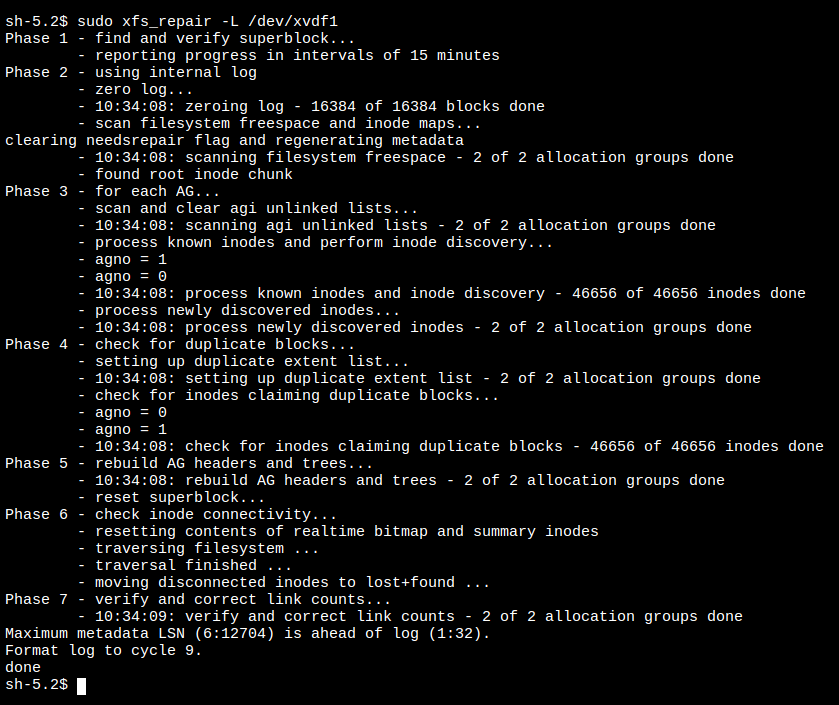 sh-5.2$ sudo xfs_repair -L /dev/xvdf1
Phase 1 - find and verify superblock...
        - reporting progress in intervals of 15 minutes
Phase 2 - using internal log
        - zero log...
        - 10:34:08: zeroing log - 16384 of 16384 blocks done
        - scan filesystem freespace and inode maps...
clearing needsrepair flag and regenerating metadata
        - 10:34:08: scanning filesystem freespace - 2 of 2 allocation groups done
        - found root inode chunk
Phase 3 - for each AG...
        - scan and clear agi unlinked lists...
        - 10:34:08: scanning agi unlinked lists - 2 of 2 allocation groups done
        - process known inodes and perform inode discovery...
        - agno = 1
        - agno = 0
        - 10:34:08: process known inodes and inode discovery - 46656 of 46656 inodes done
        - process newly discovered inodes...
        - 10:34:08: process newly discovered inodes - 2 of 2 allocation groups done
Phase 4 - check for duplicate blocks...
        - setting up duplicate extent list...
        - 10:34:08: setting up duplicate extent list - 2 of 2 allocation groups done
        - check for inodes claiming duplicate blocks...
        - agno = 0
        - agno = 1
        - 10:34:08: check for inodes claiming duplicate blocks - 46656 of 46656 inodes done
Phase 5 - rebuild AG headers and trees...
        - 10:34:08: rebuild AG headers and trees - 2 of 2 allocation groups done
        - reset superblock...
Phase 6 - check inode connectivity...
        - resetting contents of realtime bitmap and summary inodes
        - traversing filesystem ...
        - traversal finished ...
        - moving disconnected inodes to lost+found ...
Phase 7 - verify and correct link counts...
        - 10:34:09: verify and correct link counts - 2 of 2 allocation groups done
Maximum metadata LSN (6:12704) is ahead of log (1:32).
Format log to cycle 9.
done
sh-5.2$